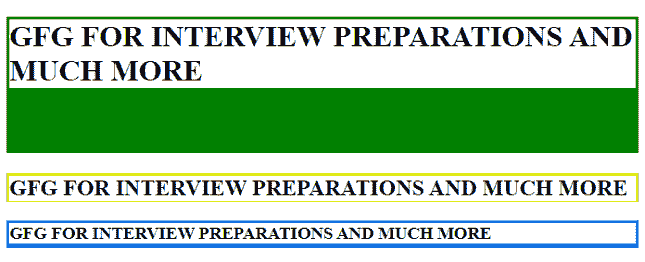 GFG FOR INTERVIEW PREPARATIONS AND
MUCH MORE
GFG FOR INTERVIEW PREPARATIONS AND MUCH MORE
GFG FOR INTERVIEW PREPARATIONS AND MUCH MORE